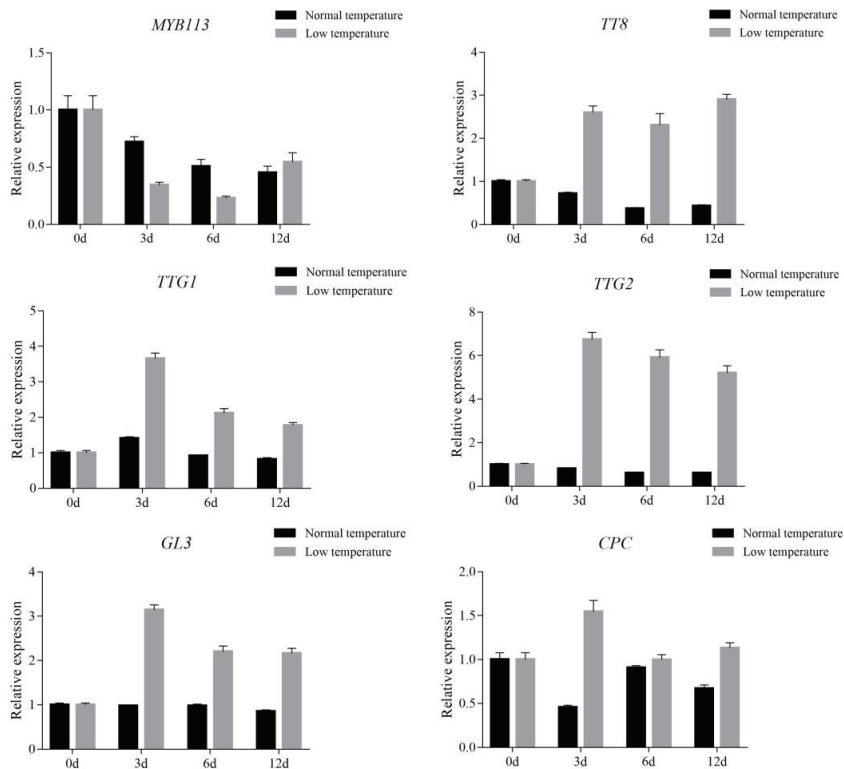 MYB113
Normal temperature
Low temperature
Relative expression
1.5
1.0
0.5
0.0
0d 3d 6d 12d
TT8
Normal temperature
Low temperature
Relative expression
4
3
2
1
0
0d 3d 6d 12d
TTG1
Normal temperature
Low temperature
Relative expression
5
4
3
2
1
0
0d 3d 6d 12d
TTG2
Normal temperature
Low temperature
Relative expression
8
6
4
2
0
0d 3d 6d 12d
GL3
Normal temperature
Low temperature
Relative expression
4
3
2
1
0
0d 3d 6d 12d
CPC
Normal temperature
Low temperature
Relative expression
2.0
1.5
1.0
0.5
0.0
0d 3d 6d 12d